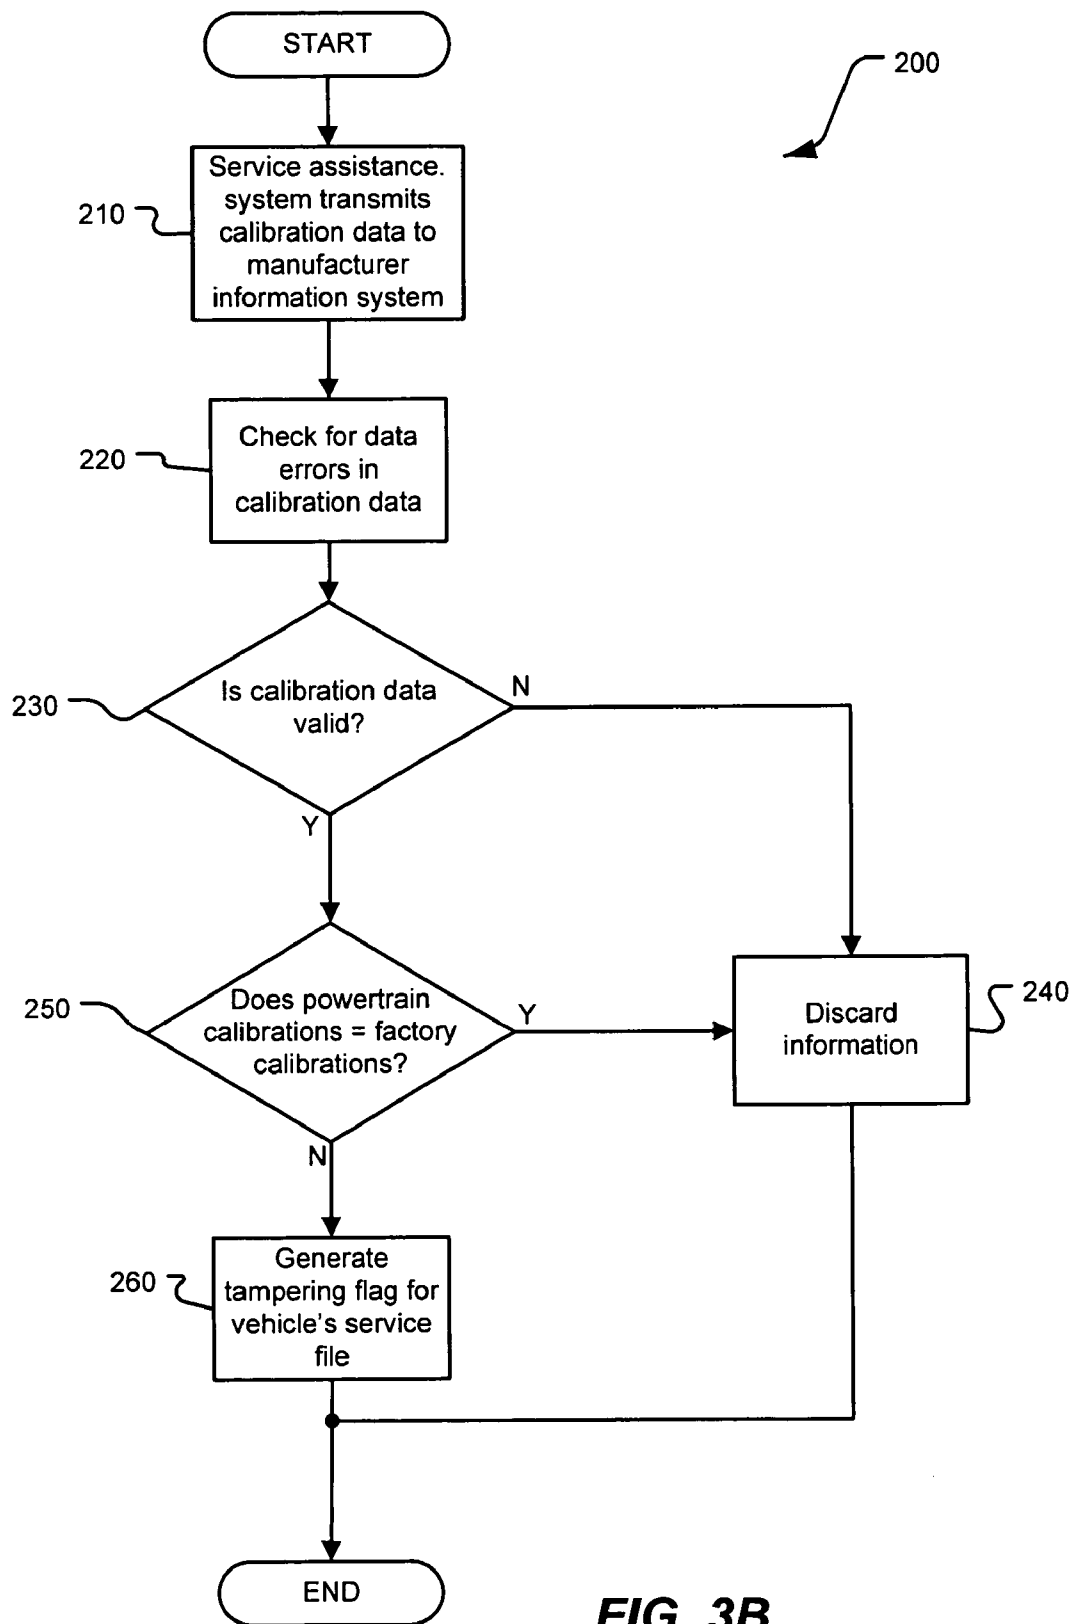 START
200
Service assistance.
system transmits
calibration data to
manufacturer
information system
210
Check for data
errors in
calibration data
220
Is calibration data
valid?
230
N
Y
Does powertrain
calibrations = factory
calibrations?
250
Y
Discard
information
240
N
Generate
tampering flag for
vehicle's service
file
260
END
FIG. 3B